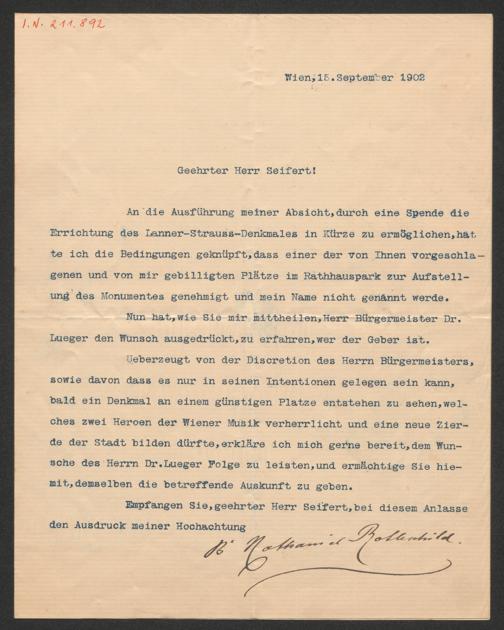 I.N. 211.892
Wien,15.September 1902
Geehrter Herr Seifert!
An die Ausführung meiner Absicht,durch eine Spende die
Errichtung des Lanner-Strauss-Denkmales in Kürze zu ermöglichen,hat
te ich die Bedingungen geknüpft,dass einer der von Ihnen vorgeschla-
genen und von mir gebilligten Plätze im Rathhauspark zur Aufstell-
ung des Monumentes genehmigt und mein Name nicht genannt werde.
Nun hat,wie Sie mir mittheilen,Herr Bürgermeister Dr.
Lueger den Wunsch ausgedrückt,zu erfahren,wer der Geber ist.
Ueberzeugt von der Discretion des Herrn Bürgermeisters,
sowie davon dass es nur in seinen Intentionen gelegen sein kann,
bald ein Denkmal an einem günstigen Platze entstehen zu sehen,wel-
ches zwei Heroen der Wiener Musik verherrlicht und eine neue Zier-
de der Stadt bilden dürfte,erkläre ich mich gerne bereit,dem Wun-
sche des Herrn Dr.Lueger Folge zu leisten,und ermächtige Sie hie-
mit,demselben die betreffende Auskunft zu geben.
Empfangen Sie,geehrter Herr Seifert,bei diesem Anlasse
den Ausdruck meiner Hochachtung
Bn Nathaniel Rothschild.